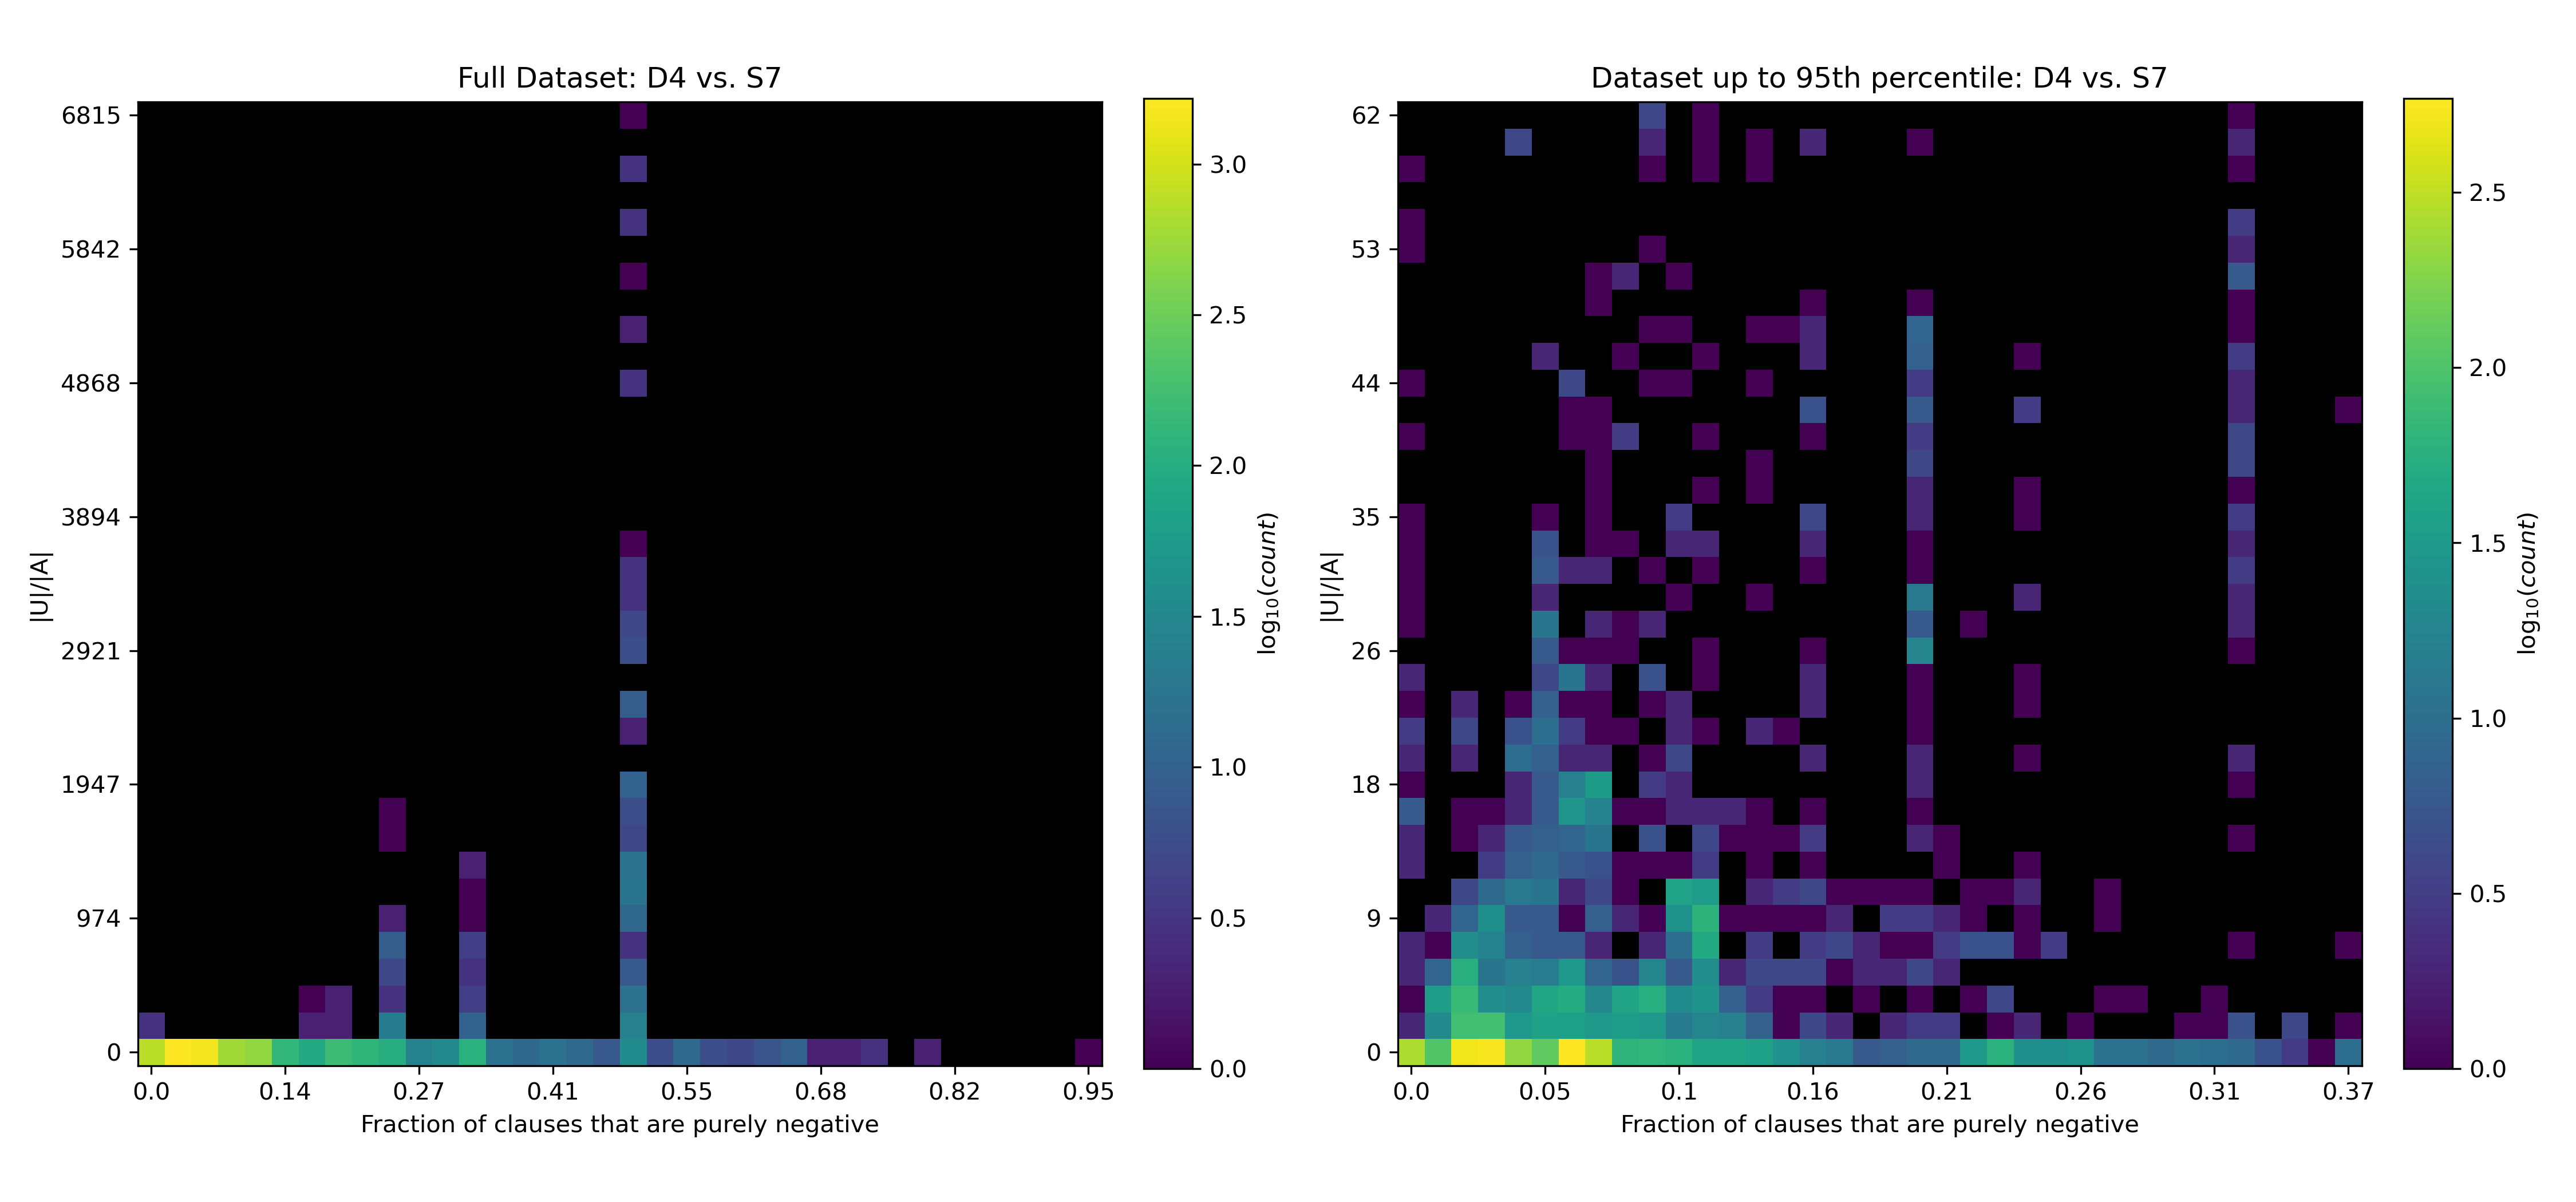 Full Dataset: D4 vs. S7
6815
5842
4868
3894
2921
1947
974
0
|U|/|A|
0.0 0.14 0.27 0.41 0.55 0.68 0.82 0.95
Fraction of clauses that are purely negative
3.0
2.5
2.0
1.5
1.0
0.5
0.0
log₁₀(count)
Dataset up to 95th percentile: D4 vs. S7
62
53
44
35
26
18
9
0
|U|/|A|
0.0 0.05 0.1 0.16 0.21 0.26 0.31 0.37
Fraction of clauses that are purely negative
2.5
2.0
1.5
1.0
0.5
0.0
log₁₀(count)